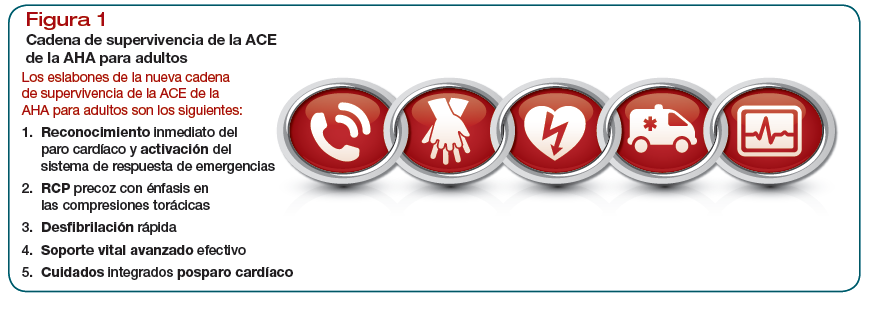 Figura 1
Cadena de supervivencia de la ACE
de la AHA para adultos
Los eslabones de la nueva cadena
de supervivencia de la ACE de la
AHA para adultos son los siguientes:
1. Reconocimiento inmediato del
paro cardíaco y activación del
sistema de respuesta de emergencias
2. RCP precoz con énfasis en
las compresiones torácicas
3. Desfibrilación rápida
4. Soporte vital avanzado efectivo
5. Cuidados integrados posparo cardíaco